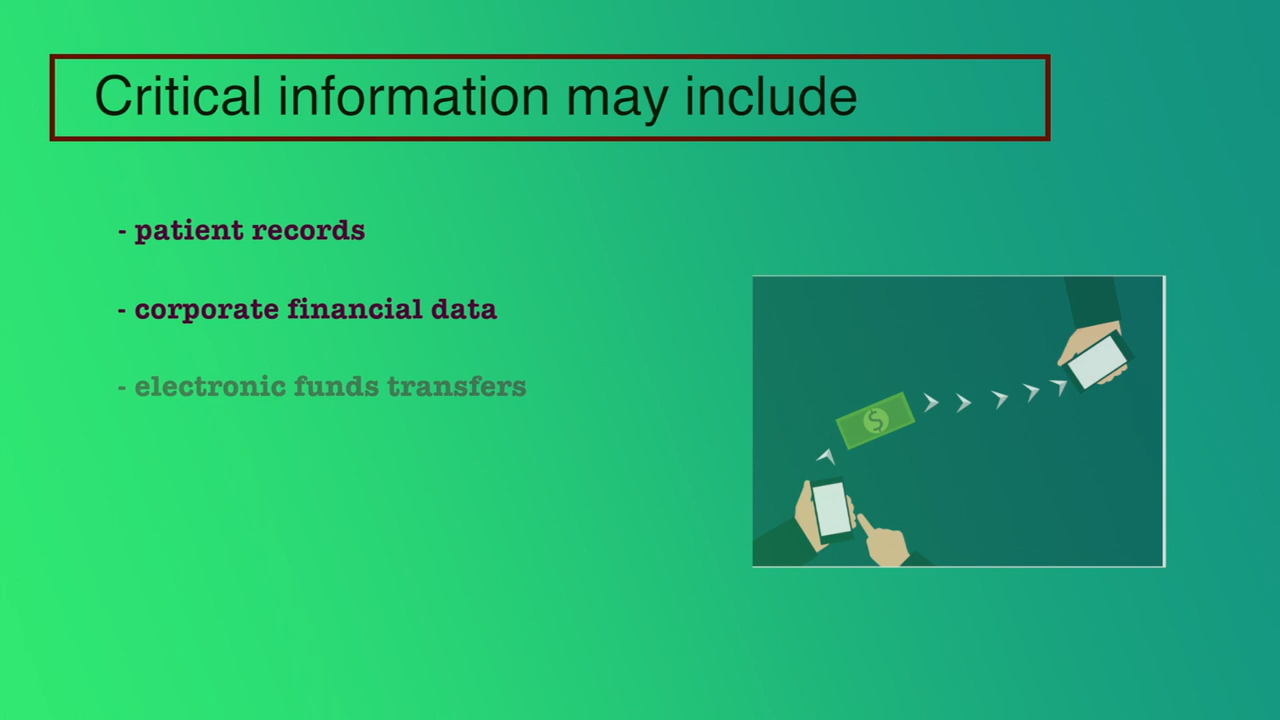 Critical information may include
- patient records
- corporate financial data
- electronic funds transfers
$